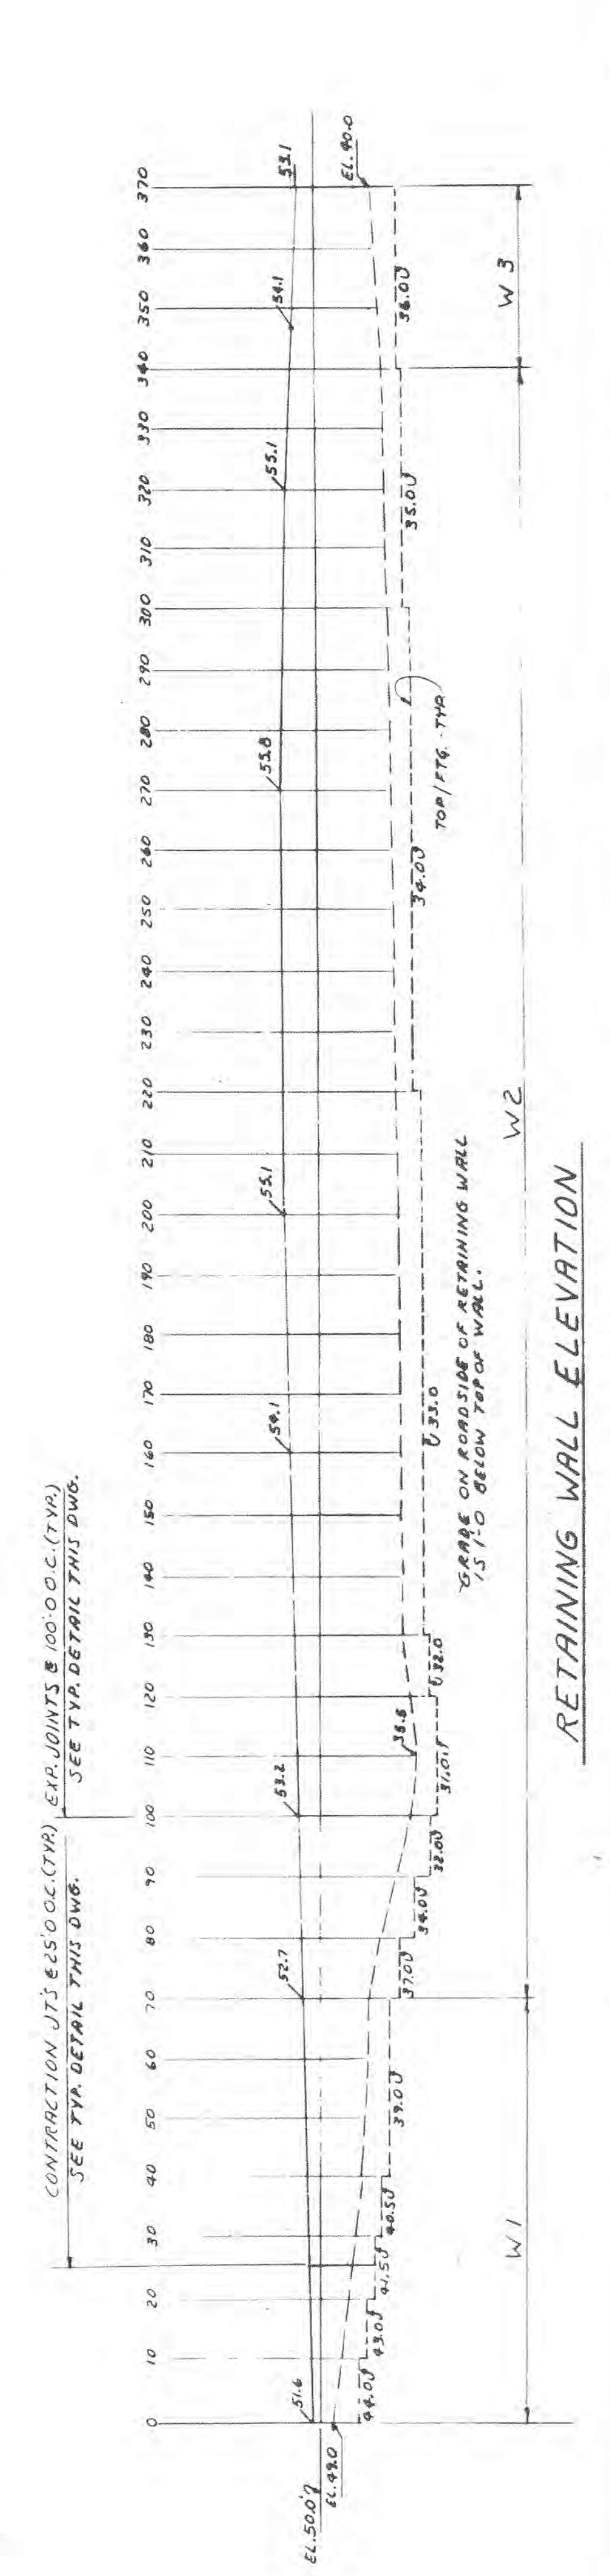 CONTRACTION JT'S @ 25'0 O.C. (TYP.)
SEE TYP. DETAIL THIS DWG.
EXP. JOINTS @ 100'0 O.C. (TYP.)
SEE TYP. DETAIL THIS DWG.
0 10 20 30 40 50 60 70 80 90 100 110 120 130 140 150 160 170 180 190 200 210 220 230 240 250 260 270 280 290 300 310 320 330 340 350 360 370
51.6 52.7 53.2 54.1 55.1 55.8 55.1 54.1 53.1
EL. 50.0'
EL. 49.0
35.5
EL. 40.0
44.0 43.0 41.5 40.5 39.0 37.0 34.0 32.0 31.0 32.0 33.0 34.0 35.0 36.0
TOP/FTG. TYP.
GRADE ON ROADSIDE OF RETAINING WALL
IS 1'-0 BELOW TOP OF WALL.
W1 W2 W3
RETAINING WALL ELEVATION